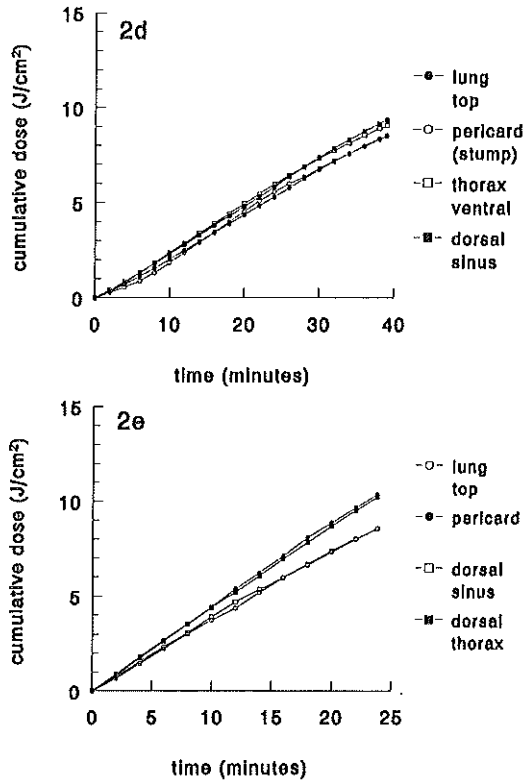 2d
cumulative dose (J/cm²)
15
10
5
0
0 10 20 30 40
time (minutes)
lung
top
pericard
(stump)
thorax
ventral
dorsal
sinus
2e
cumulative dose (J/cm²)
15
10
5
0
0 5 10 15 20 25
time (minutes)
lung
top
pericard
dorsal
sinus
dorsal
thorax